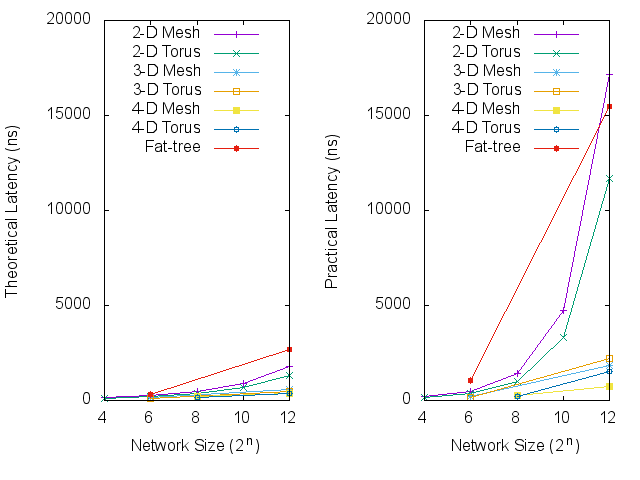 20000
15000
10000
5000
0
4
6
8
10
12
Theoretical Latency (ns)
Network Size (2^n)
2-D Mesh
2-D Torus
3-D Mesh
3-D Torus
4-D Mesh
4-D Torus
Fat-tree
20000
15000
10000
5000
0
4
6
8
10
12
Practical Latency (ns)
Network Size (2^n)
2-D Mesh
2-D Torus
3-D Mesh
3-D Torus
4-D Mesh
4-D Torus
Fat-tree